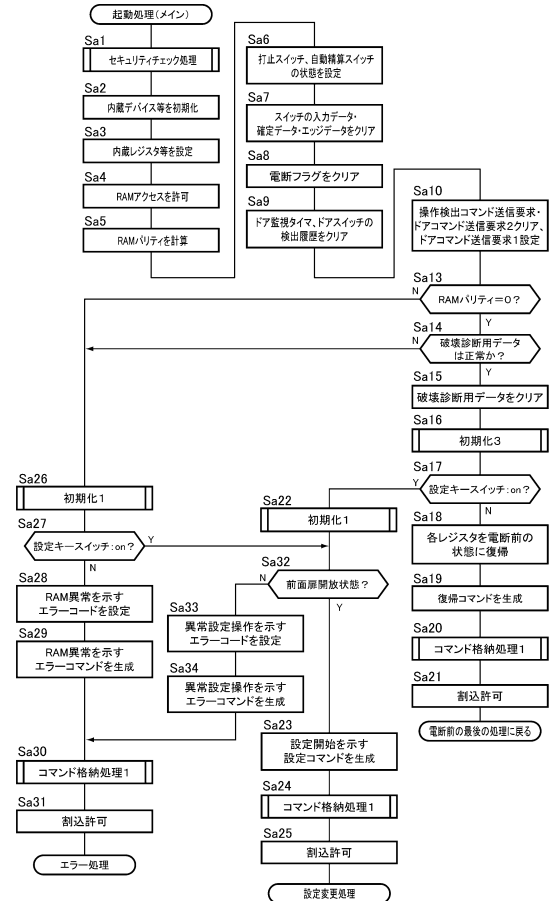 起動処理(メイン)
Sa1
セキュリティチェック処理
Sa2
内蔵デバイス等を初期化
Sa3
内蔵レジスタ等を設定
Sa4
RAMアクセスを許可
Sa5
RAMパリティを計算
Sa6
打止スイッチ、自動精算スイッチ
の状態を設定
Sa7
スイッチの入力データ・
確定データ・エッジデータをクリア
Sa8
電断フラグをクリア
Sa9
ドア監視タイマ、ドアスイッチの
検出履歴をクリア
Sa10
操作検出コマンド送信要求・
ドアコマンド送信要求2クリア、
ドアコマンド送信要求1設定
Sa13
N
RAMパリティ=0?
Y
Sa14
N
破壊診断用データ
は正常か?
Y
Sa15
破壊診断用データをクリア
Sa16
初期化3
Sa17
Y
設定キースイッチ:on?
N
Sa18
各レジスタを電断前の
状態に復帰
Sa19
復帰コマンドを生成
Sa20
コマンド格納処理1
Sa21
割込許可
電断前の最後の処理に戻る
Sa26
初期化1
Sa27
設定キースイッチ:on?
Y
N
Sa28
RAM異常を示す
エラーコードを設定
Sa29
RAM異常を示す
エラーコマンドを生成
Sa30
コマンド格納処理1
Sa31
割込許可
エラー処理
Sa22
初期化1
Sa32
N
前面扉開放状態?
Y
Sa33
異常設定操作を示す
エラーコードを設定
Sa34
異常設定操作を示す
エラーコマンドを生成
Sa23
設定開始を示す
設定コマンドを生成
Sa24
コマンド格納処理1
Sa25
割込許可
設定変更処理